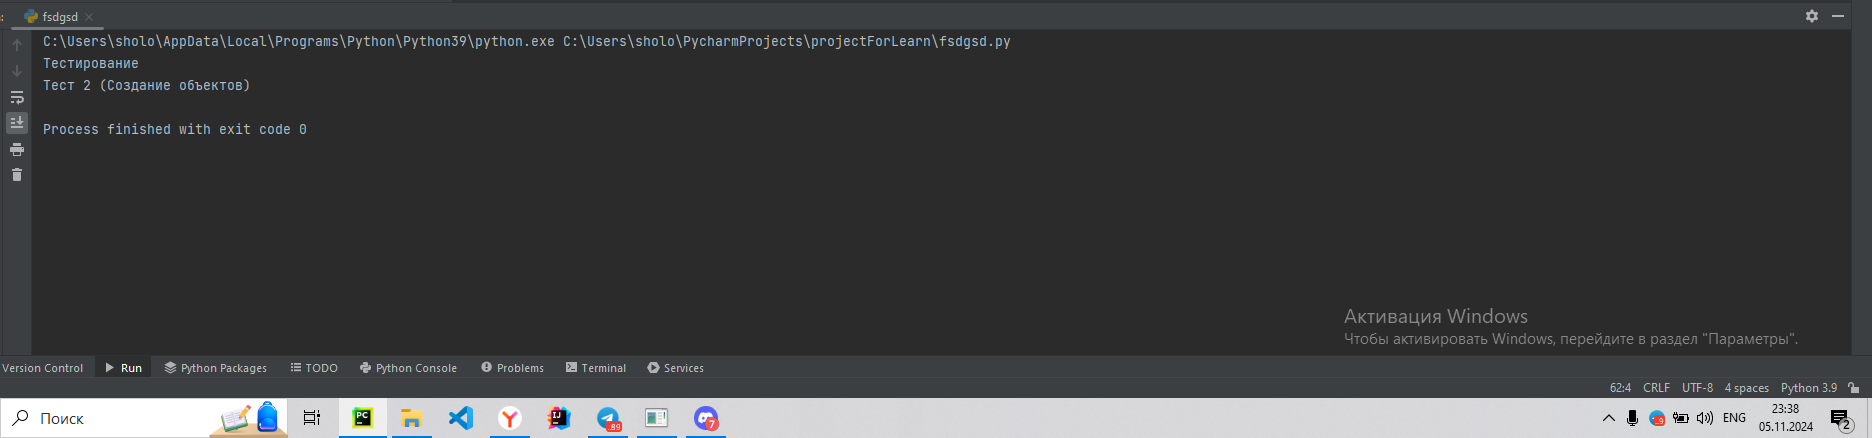 fsdgsd
C:\Users\sholo\AppData\Local\Programs\Python\Python39\python.exe C:\Users\sholo\PycharmProjects\projectForLearn\fsdgsd.py
Тестирование
Тест 2 (Создание объектов)
Process finished with exit code 0
Активация Windows
Чтобы активировать Windows, перейдите в раздел "Параметры".
Version Control Run Python Packages TODO Python Console Problems Terminal Services
62:4 CRLF UTF-8 4 spaces Python 3.9
Поиск PC IJ 89 7 9 ENG 23:38
05.11.2024 2